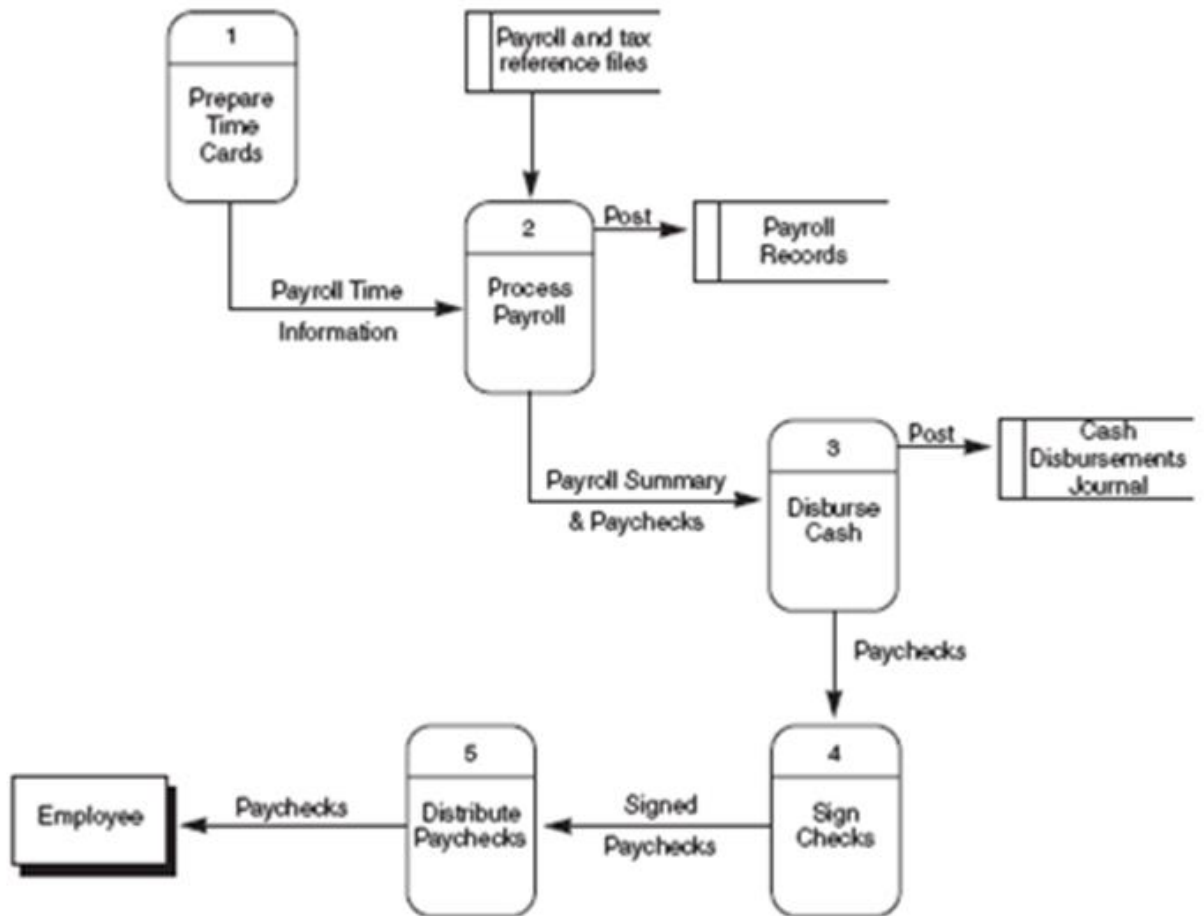 1
Prepare
Time
Cards
Payroll and tax
reference files
2
Process
Payroll
Post
Payroll
Records
Payroll Time
Information
3
Disburse
Cash
Post
Cash
Disbursements
Journal
Payroll Summary
& Paychecks
Paychecks
4
Sign
Checks
Signed
Paychecks
5
Distribute
Paychecks
Paychecks
Employee